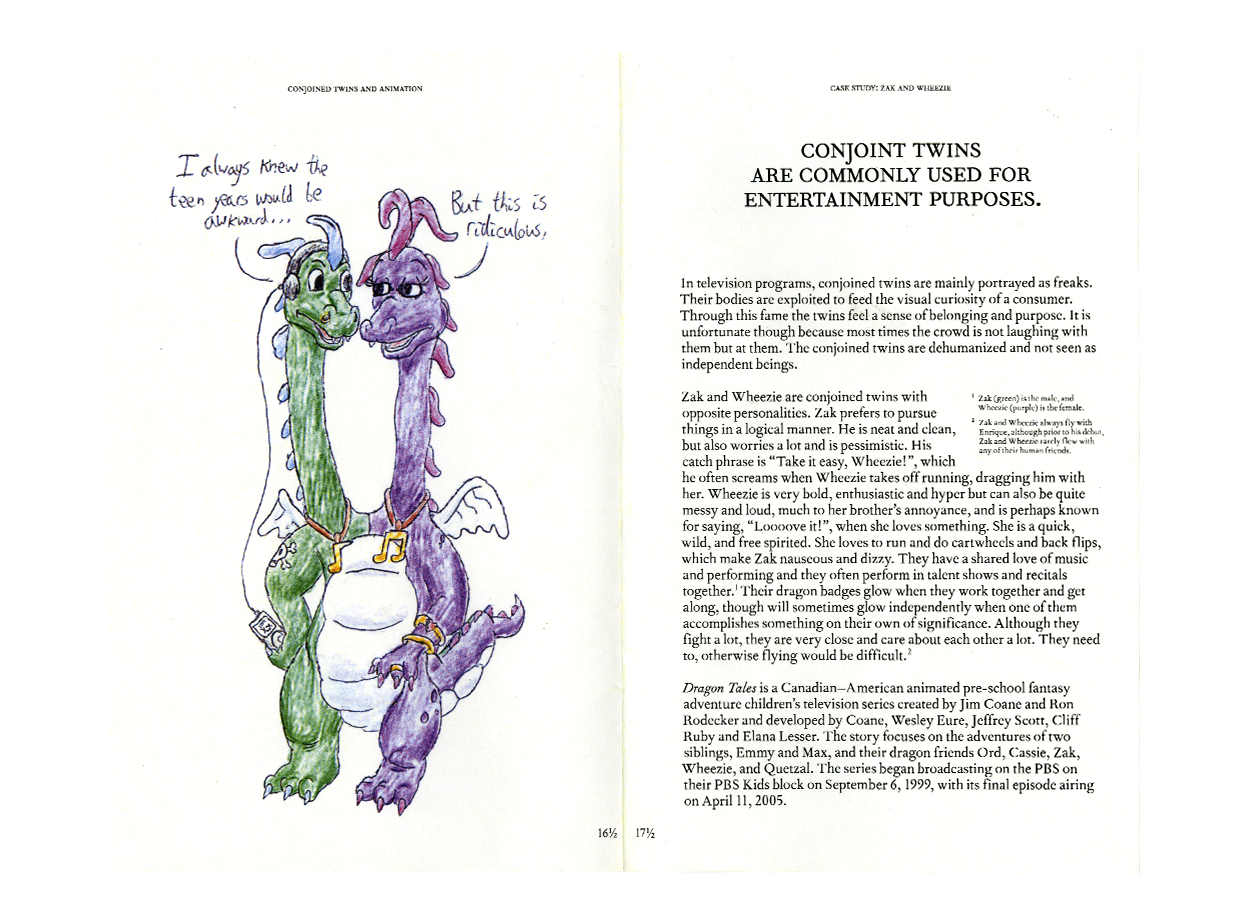 CONJOINED TWINS AND ANIMATION
I always knew the
teen years would be
awkward...
But this is
ridiculous.
16½
CASE STUDY: ZAK AND WHEEZIE
CONJOINT TWINS
ARE COMMONLY USED FOR
ENTERTAINMENT PURPOSES.
In television programs, conjoined twins are mainly portrayed as freaks.
Their bodies are exploited to feed the visual curiosity of a consumer.
Through this fame the twins feel a sense of belonging and purpose. It is
unfortunate though because most times the crowd is not laughing with
them but at them. The conjoined twins are dehumanized and not seen as
independent beings.
Zak and Wheezie are conjoined twins with
opposite personalities. Zak prefers to pursue
things in a logical manner. He is neat and clean,
but also worries a lot and is pessimistic. His
catch phrase is “Take it easy, Wheezie!”, which
he often screams when Wheezie takes off running, dragging him with
her. Wheezie is very bold, enthusiastic and hyper but can also be quite
messy and loud, much to her brother’s annoyance, and is perhaps known
for saying, “Loooove it!”, when she loves something. She is a quick,
wild, and free spirited. She loves to run and do cartwheels and back flips,
which make Zak nauseous and dizzy. They have a shared love of music
and performing and they often perform in talent shows and recitals
together.¹ Their dragon badges glow when they work together and get
along, though will sometimes glow independently when one of them
accomplishes something on their own of significance. Although they
fight a lot, they are very close and care about each other a lot. They need
to, otherwise flying would be difficult.²
¹ Zak (green) is the male, and
Wheezie (purple) is the female.
² Zak and Wheezie always fly with
Enrique, although prior to his debut,
Zak and Wheezie rarely flew with
any of their human friends.
Dragon Tales is a Canadian–American animated pre-school fantasy
adventure children’s television series created by Jim Coane and Ron
Rodecker and developed by Coane, Wesley Eure, Jeffrey Scott, Cliff
Ruby and Elana Lesser. The story focuses on the adventures of two
siblings, Emmy and Max, and their dragon friends Ord, Cassie, Zak,
Wheezie, and Quetzal. The series began broadcasting on the PBS on
their PBS Kids block on September 6, 1999, with its final episode airing
on April 11, 2005.
17½